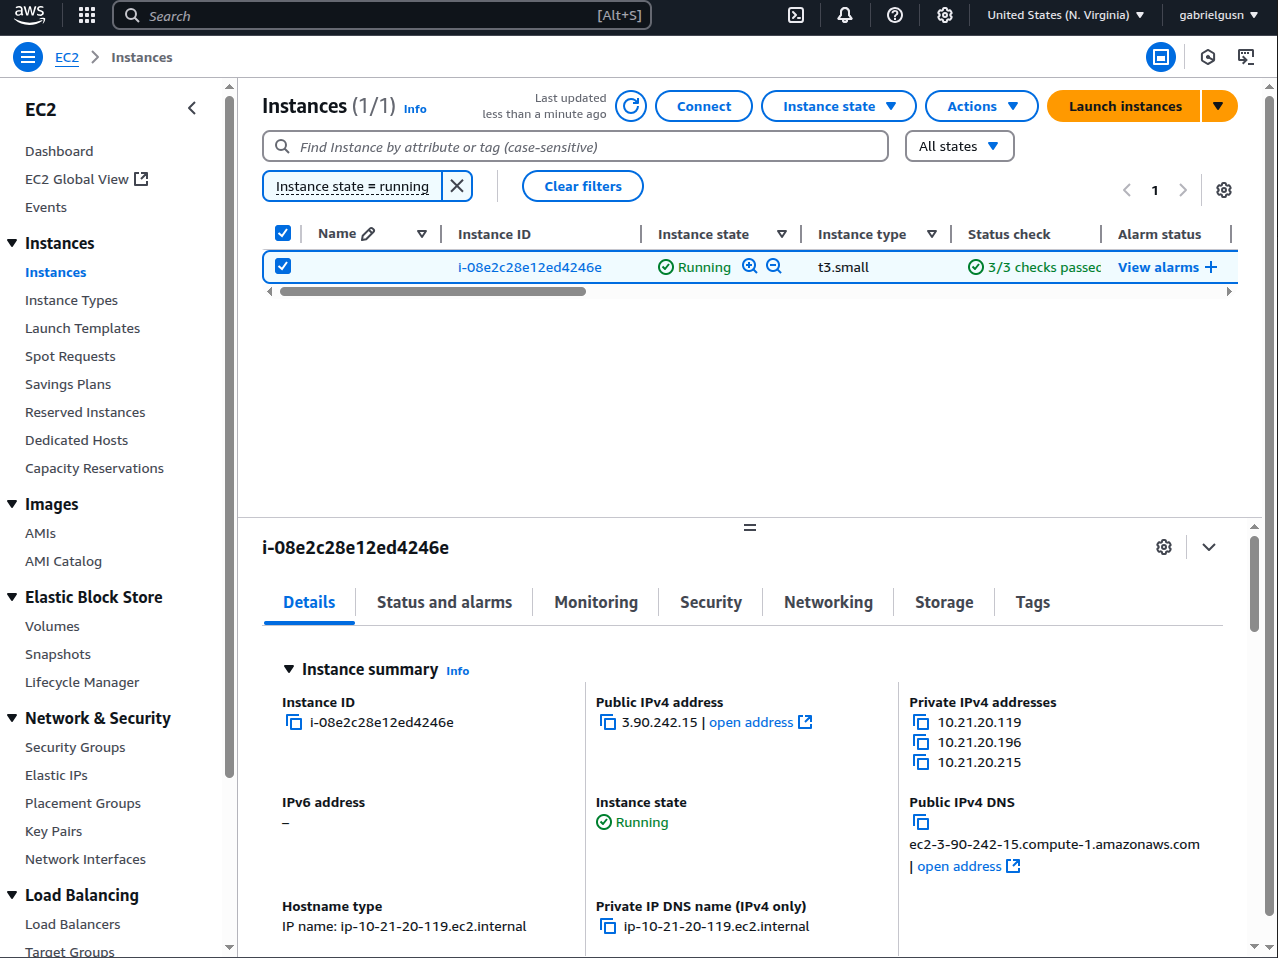 aws
Search [Alt+S]
United States (N. Virginia)
gabrielgusn
EC2
Instances
EC2
Dashboard
EC2 Global View
Events
Instances
Instances
Instance Types
Launch Templates
Spot Requests
Savings Plans
Reserved Instances
Dedicated Hosts
Capacity Reservations
Images
AMIs
AMI Catalog
Elastic Block Store
Volumes
Snapshots
Lifecycle Manager
Network & Security
Security Groups
Elastic IPs
Placement Groups
Key Pairs
Network Interfaces
Load Balancing
Load Balancers
Target Groups
Instances (1/1) Info
Last updated
less than a minute ago
Connect
Instance state
Actions
Launch instances
Find Instance by attribute or tag (case-sensitive)
All states
Instance state = running
Clear filters
1
Name Instance ID Instance state Instance type Status check Alarm status
i-08e2c28e12ed4246e Running t3.small 3/3 checks passed View alarms +
i-08e2c28e12ed4246e
Details Status and alarms Monitoring Security Networking Storage Tags
Instance summary Info
Instance ID
i-08e2c28e12ed4246e
Public IPv4 address
3.90.242.15 | open address
Private IPv4 addresses
10.21.20.119
10.21.20.196
10.21.20.215
IPv6 address
–
Instance state
Running
Public IPv4 DNS
ec2-3-90-242-15.compute-1.amazonaws.com
| open address
Hostname type
IP name: ip-10-21-20-119.ec2.internal
Private IP DNS name (IPv4 only)
ip-10-21-20-119.ec2.internal